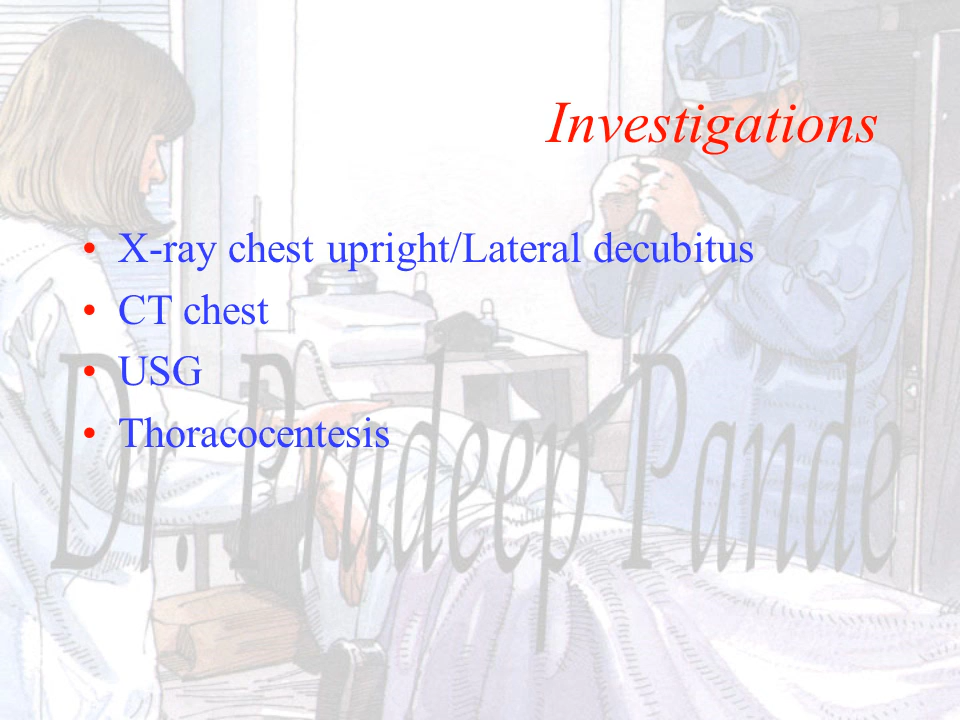 Investigations
• X-ray chest upright/Lateral decubitus
• CT chest
• USG
• Thoracocentesis
Dr. Pradeep Pande